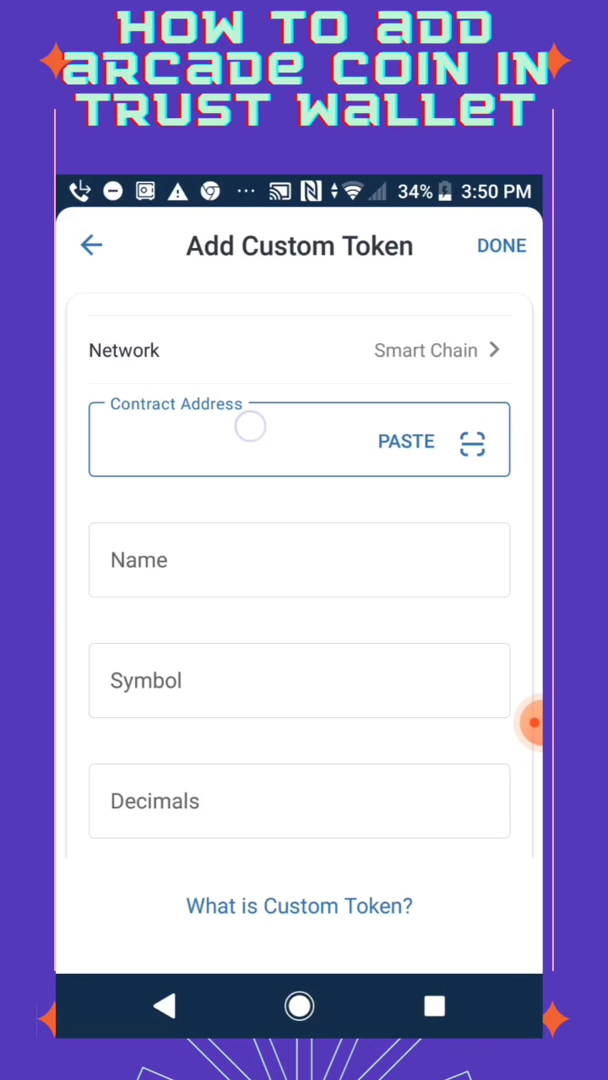 HOW TO ADD
ARCADE COIN IN
TRUST WALLET
34% 3:50 PM
Add Custom Token
DONE
Network
Smart Chain
Contract Address
PASTE
Name
Symbol
Decimals
What is Custom Token?